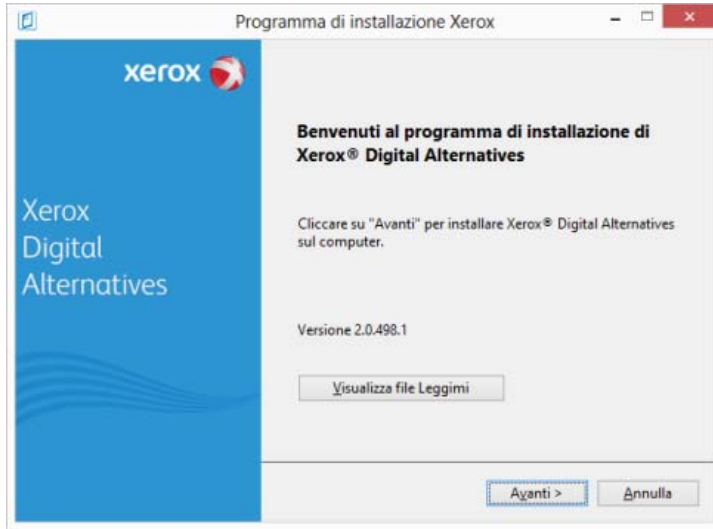 Programma di installazione Xerox
xerox
Xerox
Digital
Alternatives
Benvenuti al programma di installazione di
Xerox® Digital Alternatives
Cliccare su "Avanti" per installare Xerox® Digital Alternatives
sul computer.
Versione 2.0.498.1
Visualizza file Leggimi
Avanti >
Annulla